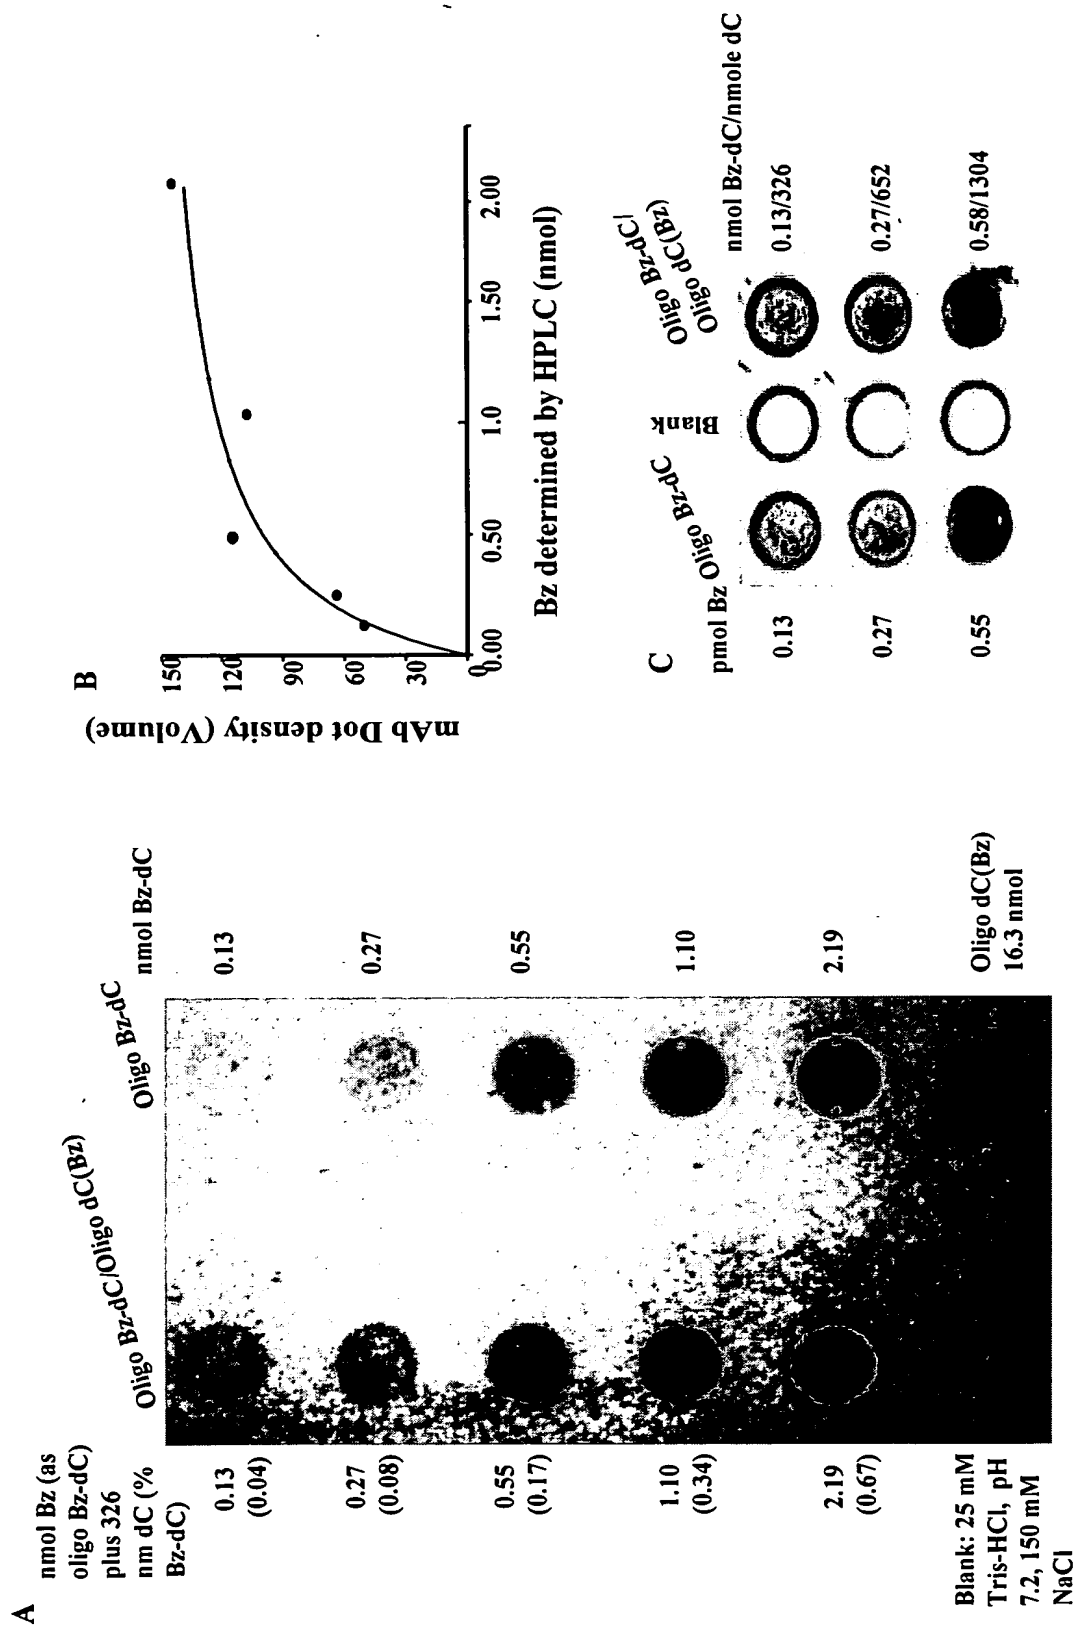 A
nmol Bz (as
oligo Bz-dC)
plus 326
nm dC (%
Bz-dC)
Oligo Bz-dC/Oligo dC(Bz)
Oligo Bz-dC
nmol Bz-dC
0.13
(0.04)
0.13
0.27
(0.08)
0.27
0.55
(0.17)
0.55
1.10
(0.34)
1.10
2.19
(0.67)
2.19
Blank: 25 mM
Tris-HCl, pH
7.2, 150 mM
NaCl
Oligo dC(Bz)
16.3 nmol
B
mAb Dot density (Volume)
150
120
90
60
30
0
0.00
0.50
1.0
1.50
2.00
Bz determined by HPLC (nmol)
C
pmol Bz
Oligo Bz-dC
Blank
Oligo Bz-dC/
Oligo dC(Bz)
nmol Bz-dC/nmole dC
0.13
0.13/326
0.27
0.27/652
0.55
0.58/1304